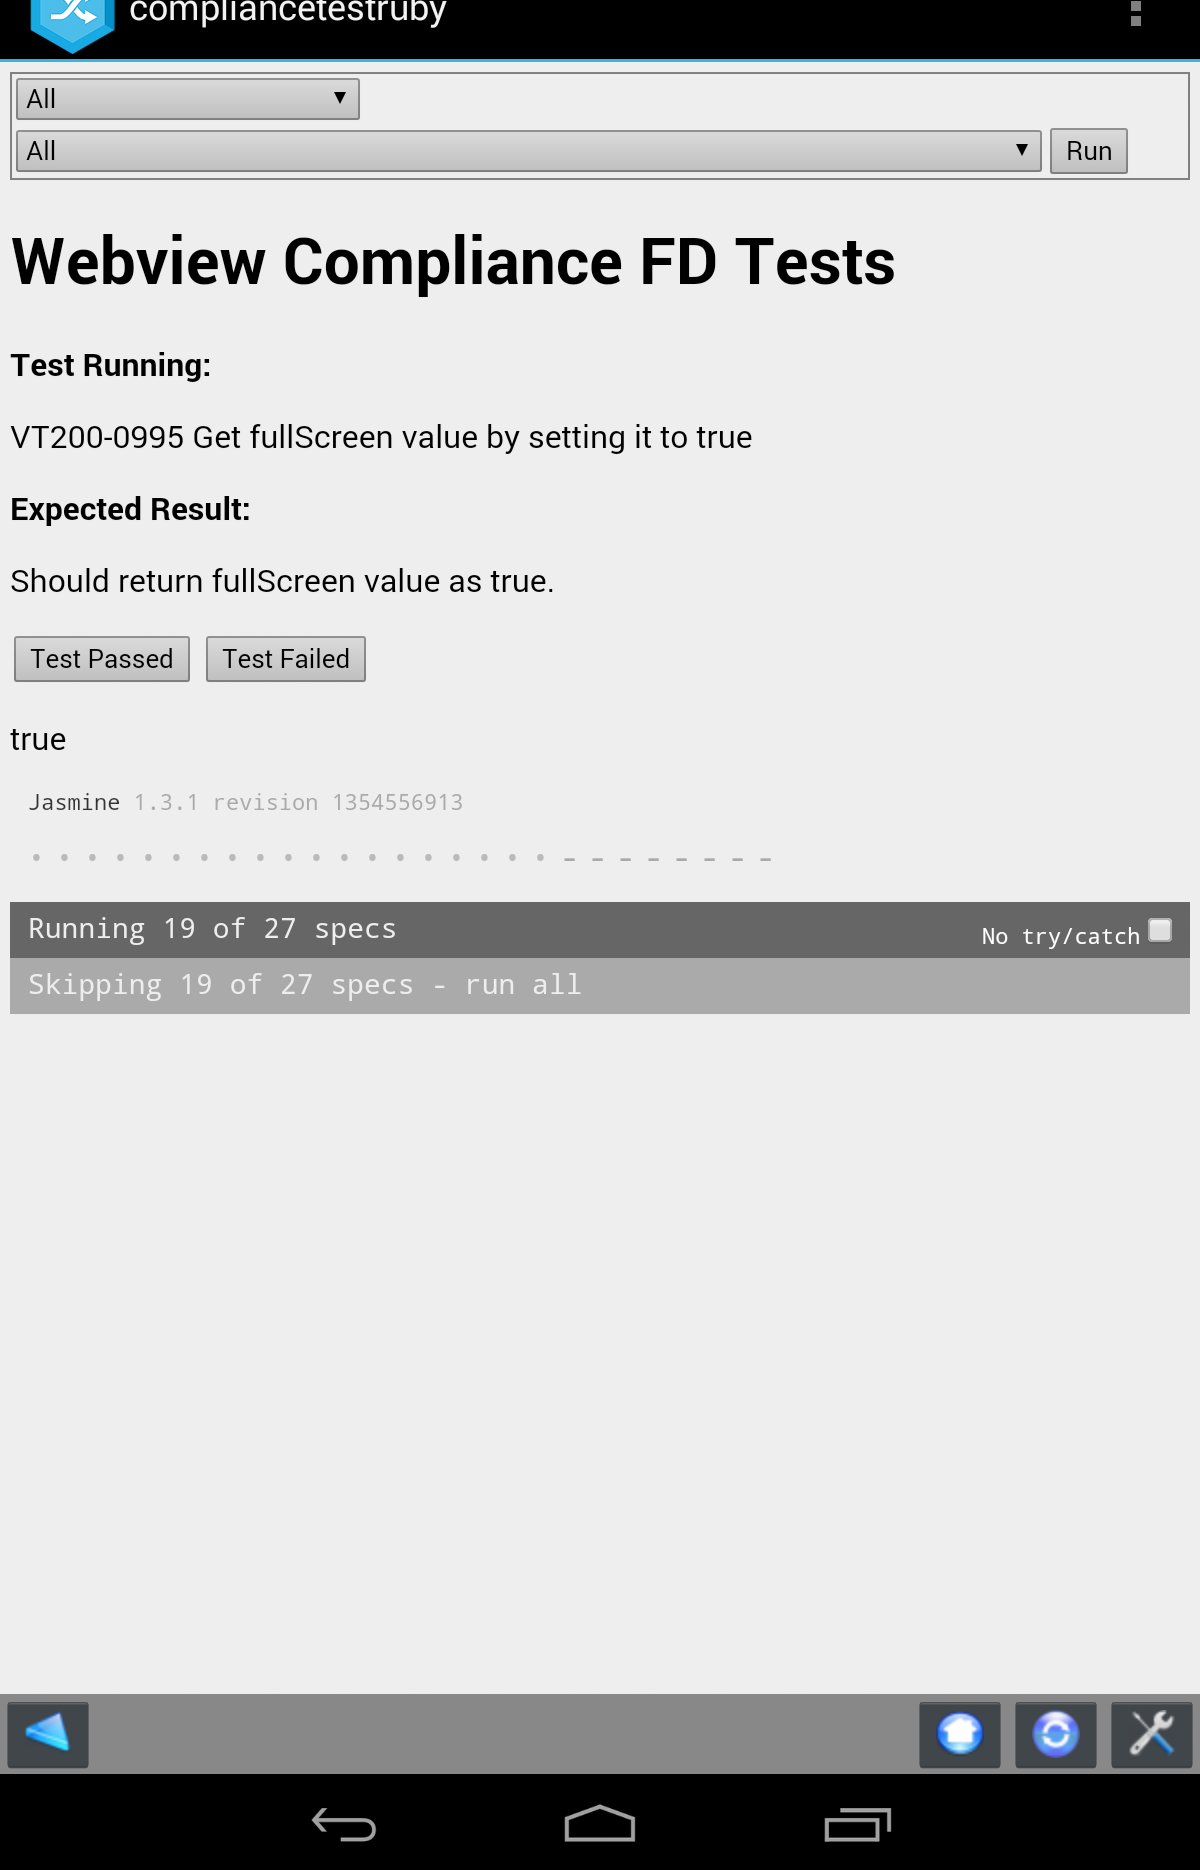 compliancetestruby
All
All Run
Webview Compliance FD Tests
Test Running:
VT200-0995 Get fullScreen value by setting it to true
Expected Result:
Should return fullScreen value as true.
Test Passed Test Failed
true
Jasmine 1.3.1 revision 1354556913
Running 19 of 27 specs No try/catch
Skipping 19 of 27 specs - run all